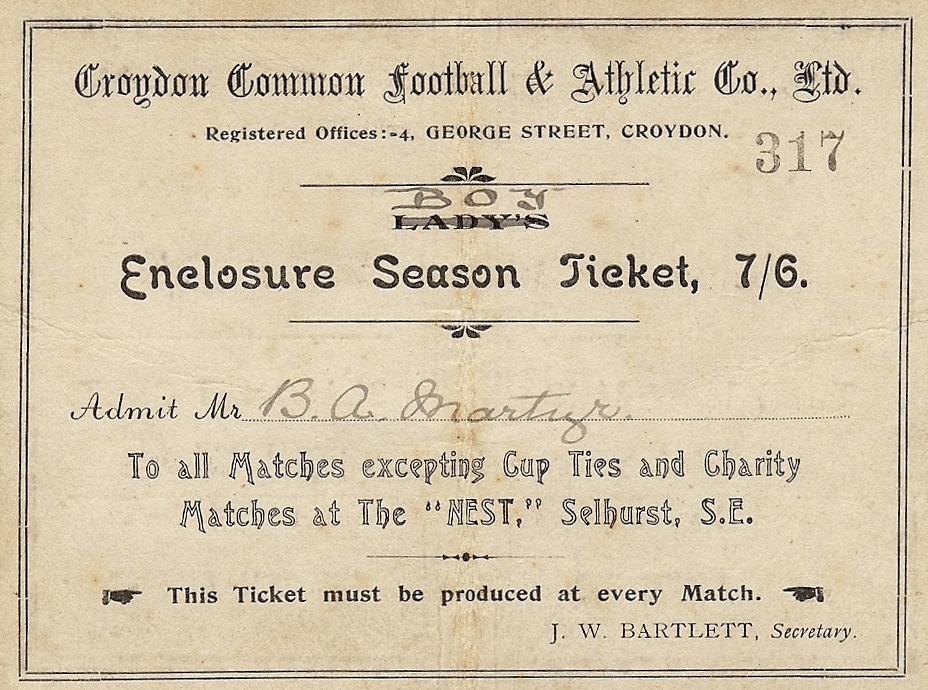 Croydon Common Football & Athletic Co., Ltd.
Registered Offices:-4, GEORGE STREET, CROYDON.
317
BOY
LADY'S
Enclosure Season Ticket, 7/6.
Admit Mr B. A. Martyr.
To all Matches excepting Cup Ties and Charity
Matches at The "NEST," Selhurst, S.E.
This Ticket must be produced at every Match.
J. W. BARTLETT, Secretary.